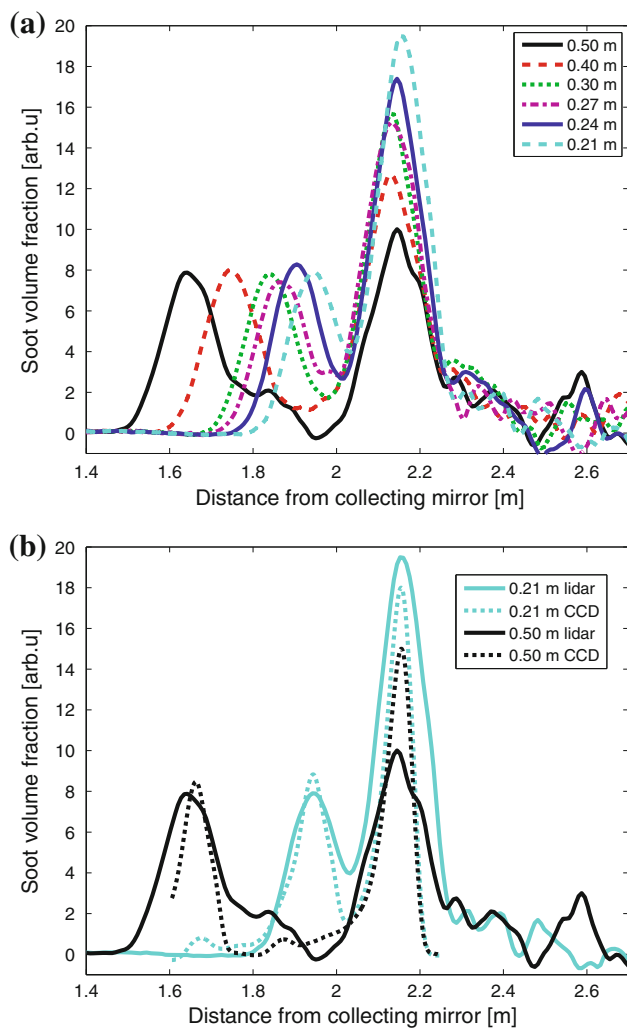 (a)
20
18
16
14
12
10
8
6
4
2
0
Soot volume fraction [arb.u]
0.50 m
0.40 m
0.30 m
0.27 m
0.24 m
0.21 m
1.4 1.6 1.8 2 2.2 2.4 2.6
Distance from collecting mirror [m]
(b)
20
18
16
14
12
10
8
6
4
2
0
Soot volume fraction [arb.u]
0.21 m lidar
0.21 m CCD
0.50 m lidar
0.50 m CCD
1.4 1.6 1.8 2 2.2 2.4 2.6
Distance from collecting mirror [m]